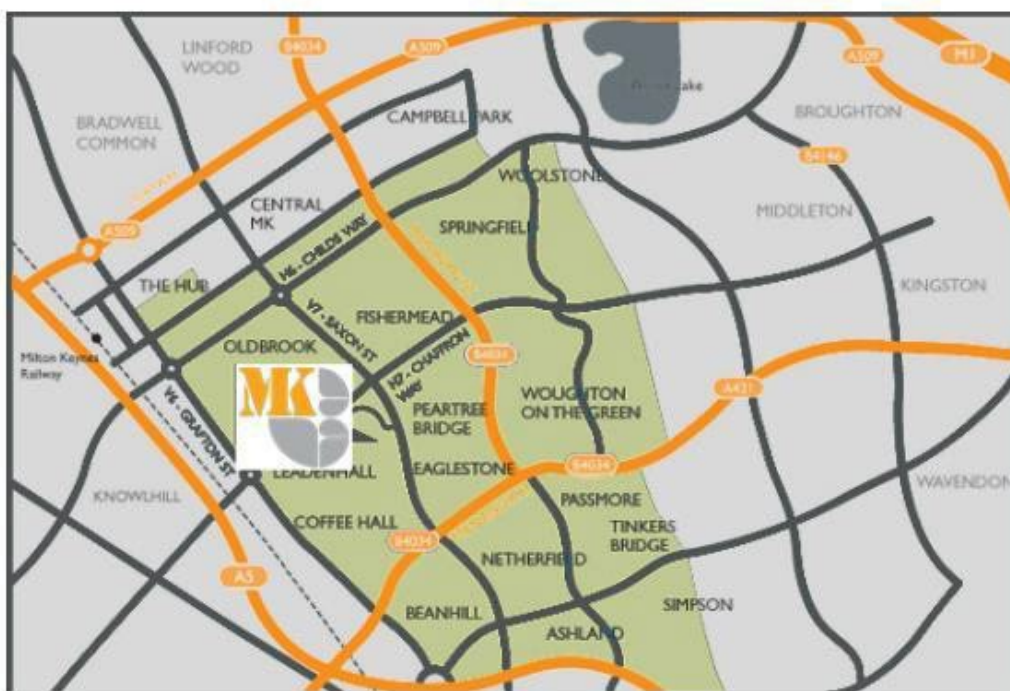 B4034
A509
A509
M1
LINFORD
WOOD
BRADWELL
COMMON
CAMPBELL PARK
Lake
BROUGHTON
B4146
WOOLSTONE
CENTRAL
MK
MIDDLETON
SPRINGFIELD
A509
H6 - CHILDS WAY
THE HUB
KINGSTON
V7 - SAXON ST
FISHERMEAD
OLDBROOK
Milton Keynes
Railway
H7 - CHAFFRON
WAY
B4034
A421
MK
V6 - GRAFTON ST
PEARTREE
BRIDGE
WOUGHTON
ON THE GREEN
LEADENHALL
EAGLESTONE
B4034
WAVENDON
KNOWLHILL
PASSMORE
COFFEE HALL
TINKERS
BRIDGE
B4034
NETHERFIELD
A5
BEANHILL
SIMPSON
ASHLAND